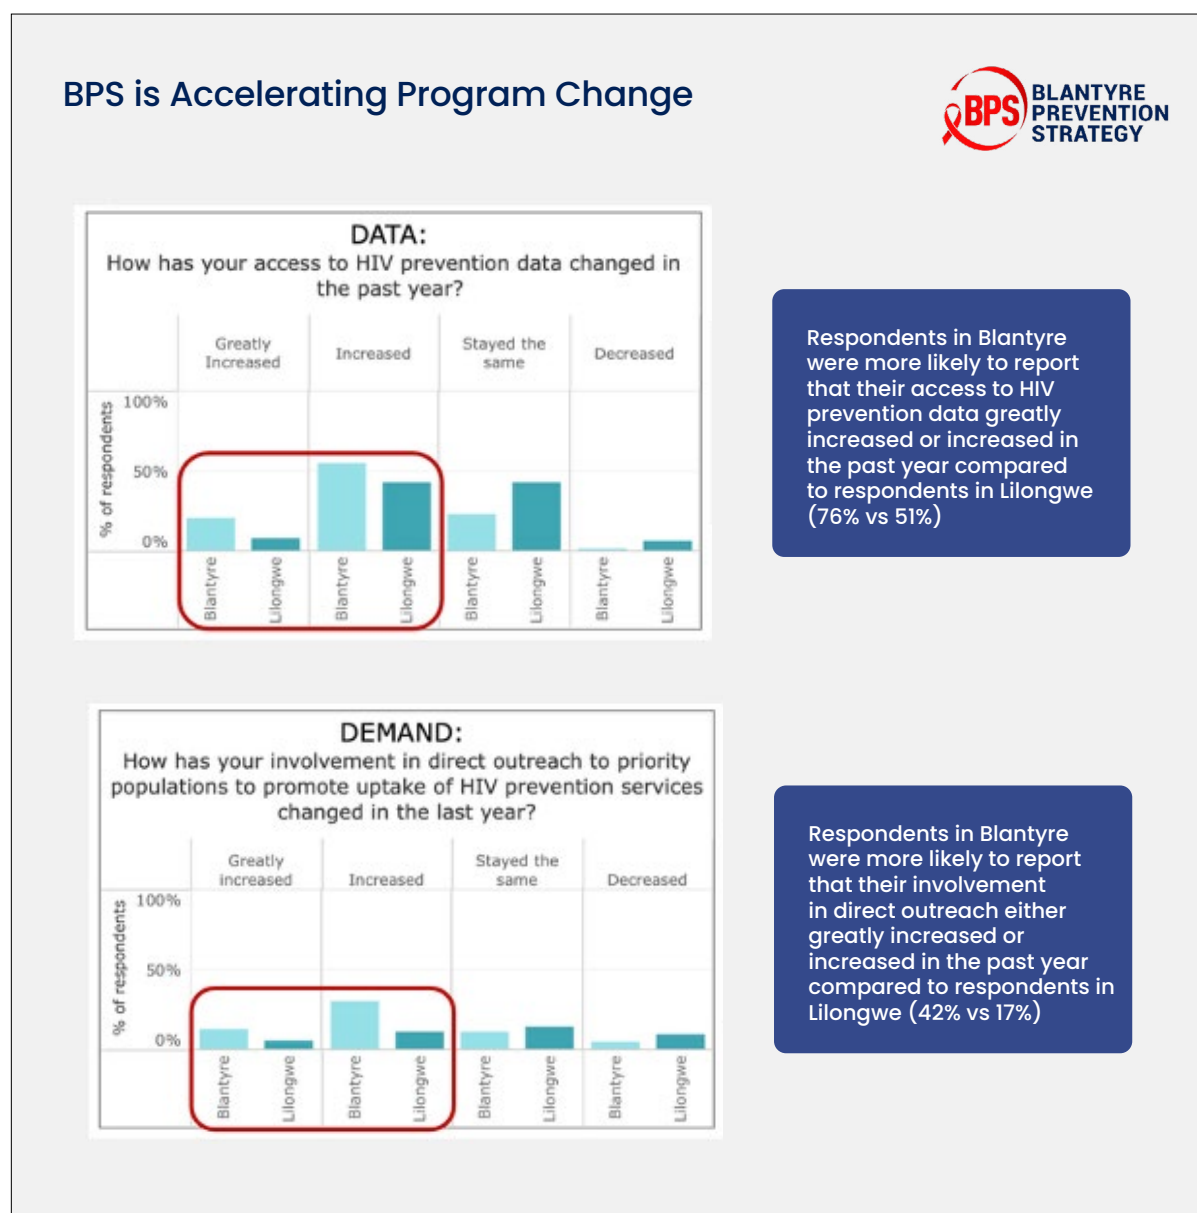 BPS is Accelerating Program Change
BPS
BLANTYRE
PREVENTION
STRATEGY
DATA:
How has your access to HIV prevention data changed in
the past year?
Greatly
Increased
Increased
Stayed the
same
Decreased
% of respondents
100%
50%
0%
Blantyre
Lilongwe
Blantyre
Lilongwe
Blantyre
Lilongwe
Blantyre
Lilongwe
Respondents in Blantyre
were more likely to report
that their access to HIV
prevention data greatly
increased or increased in
the past year compared
to respondents in Lilongwe
(76% vs 51%)
DEMAND:
How has your involvement in direct outreach to priority
populations to promote uptake of HIV prevention services
changed in the last year?
Greatly
increased
Increased
Stayed the
same
Decreased
% of respondents
100%
50%
0%
Blantyre
Lilongwe
Blantyre
Lilongwe
Blantyre
Lilongwe
Blantyre
Lilongwe
Respondents in Blantyre
were more likely to report
that their involvement
in direct outreach either
greatly increased or
increased in the past year
compared to respondents in
Lilongwe (42% vs 17%)